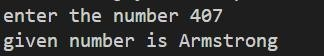 enter the number 407
given number is Armstrong